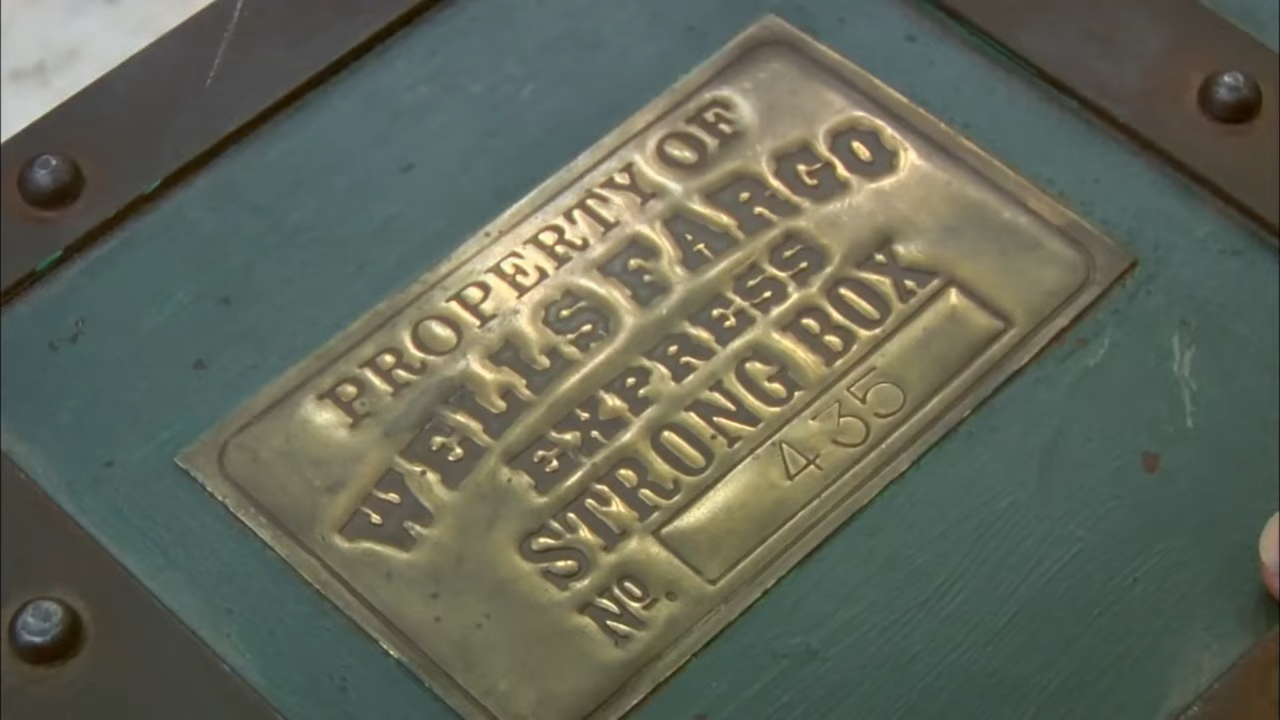 PROPERTY OF
WELLS FARGO
EXPRESS
STRONG BOX
No. 435